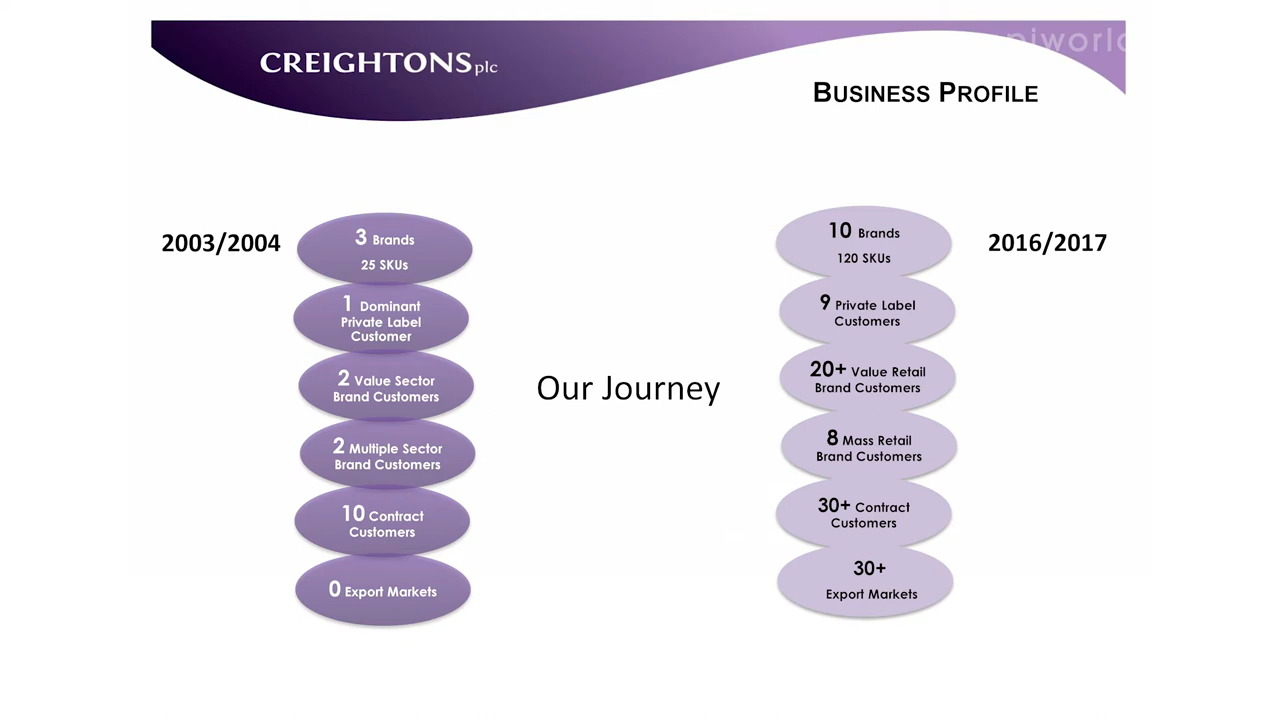 CREIGHTONS plc
piworld
BUSINESS PROFILE
2003/2004
3 Brands
25 SKUs
1 Dominant
Private Label
Customer
2 Value Sector
Brand Customers
2 Multiple Sector
Brand Customers
10 Contract
Customers
0 Export Markets
Our Journey
2016/2017
10 Brands
120 SKUs
9 Private Label
Customers
20+ Value Retail
Brand Customers
8 Mass Retail
Brand Customers
30+ Contract
Customers
30+
Export Markets